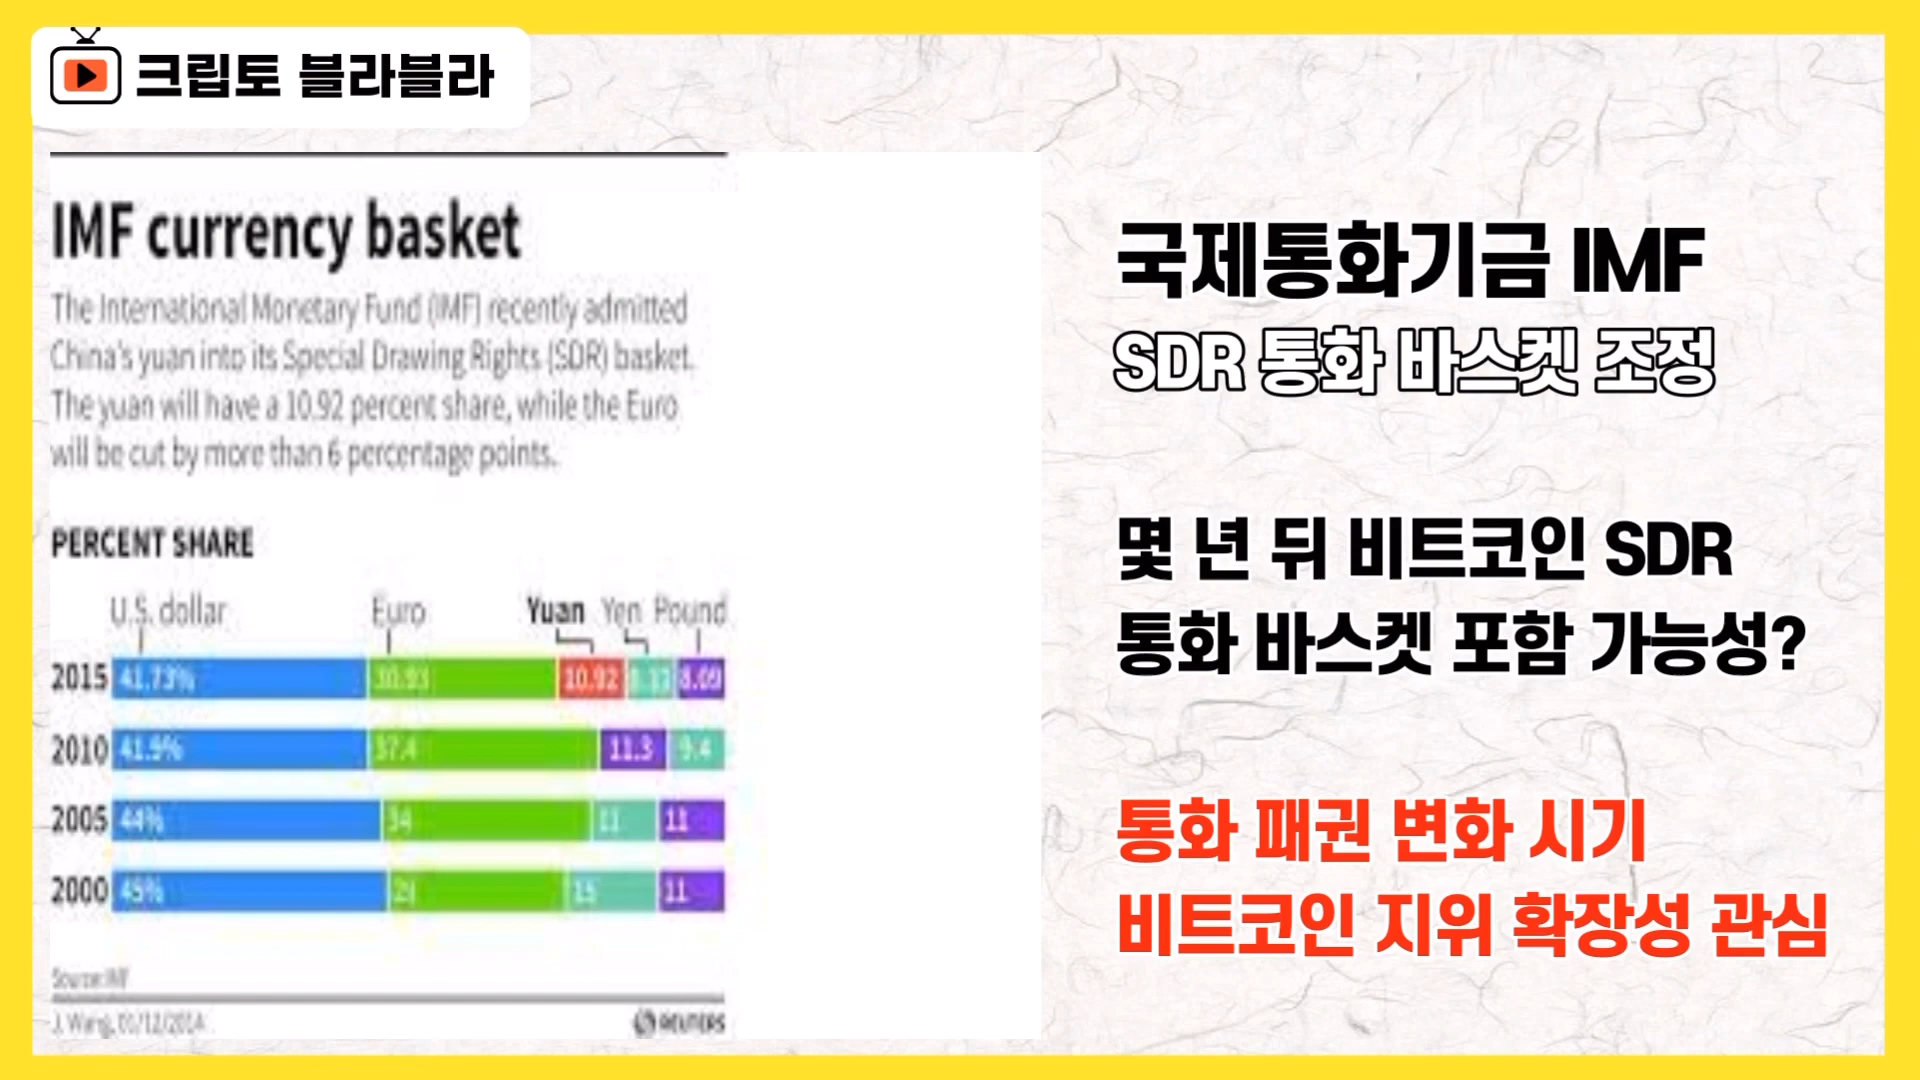 크립토 블라블라
IMF currency basket
The International Monetary Fund (IMF) recently admitted
China's yuan into its Special Drawing Rights (SDR) basket.
The yuan will have a 10.92 percent share, while the Euro
will be cut by more than 6 percentage points.
PERCENT SHARE
U.S. dollar Euro Yuan Yen Pound
2015 41.73% 30.93 10.92 8.33 8.09
2010 41.9% 37.4 11.3 9.4
2005 44% 34 11 11
2000 45% 29 15 11
Source: IMF
J. Wang, 01/12/2014
REUTERS
국제통화기금 IMF
SDR 통화 바스켓 조정
몇 년 뒤 비트코인 SDR
통화 바스켓 포함 가능성?
통화 패권 변화 시기
비트코인 지위 확장성 관심